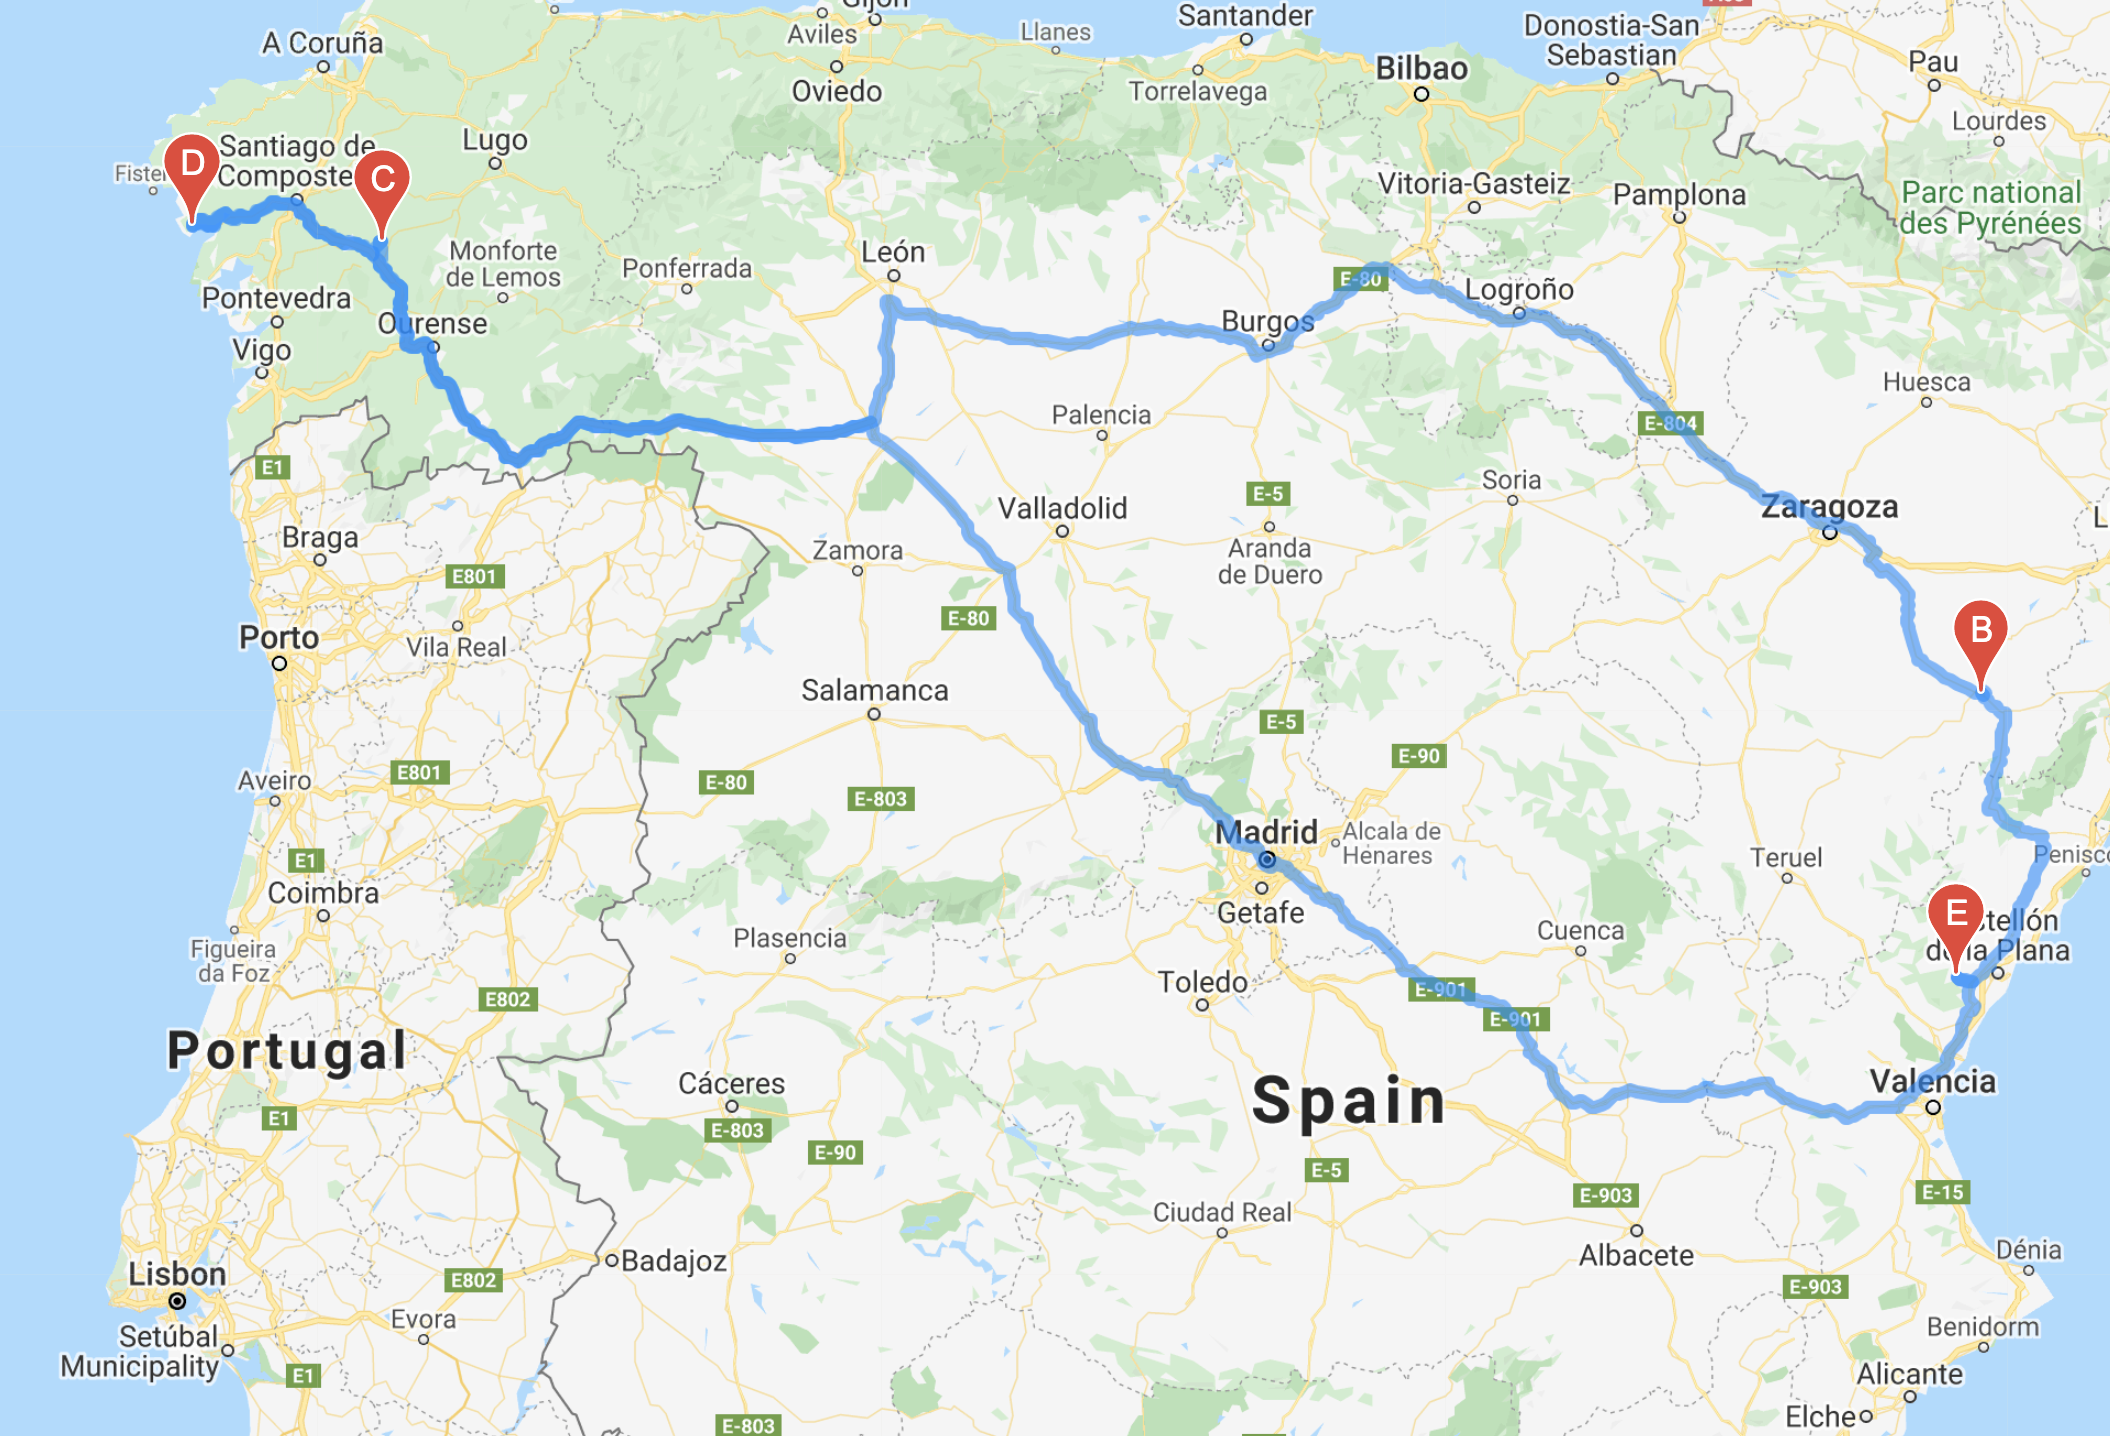 Gijón
Santander
Donostia-San
Sebastian
A Coruña
Aviles
Llanes
Bilbao
Pau
Oviedo
Torrelavega
Lourdes
Santiago de
Lugo
D
C
Vitoria-Gasteiz
Pamplona
Parc national
des Pyrénées
Monforte
de Lemos
Ponferrada
León
E-80
Logroño
Pontevedra
Ourense
Burgos
Vigo
Huesca
Palencia
E-804
E1
Soria
Valladolid
E-5
Zaragoza
Braga
Zamora
Aranda
de Duero
E801
E-80
B
Porto
Vila Real
Salamanca
E-5
E-90
Aveiro
E801
E-80
E-803
Madrid
Alcala de
Henares
E1
Teruel
Coimbra
Getafe
E
Plasencia
Cuenca
de la Plana
Figueira
da Foz
Toledo
E-901
E802
E-901
Portugal
Spain
Cáceres
Valencia
E1
E-803
E-90
E-5
E-903
E-15
Ciudad Real
Albacete
Dénia
Lisbon
Badajoz
E802
E-903
Evora
Setúbal
Municipality
Benidorm
E1
Alicante
E-803
Elche